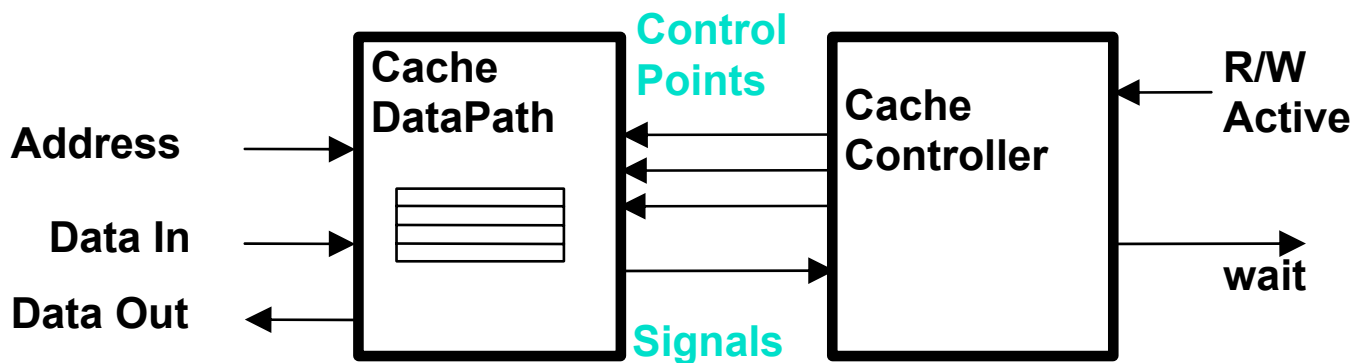 Address
Data In
Data Out
Cache
DataPath
Control
Points
Signals
Cache
Controller
R/W
Active
wait